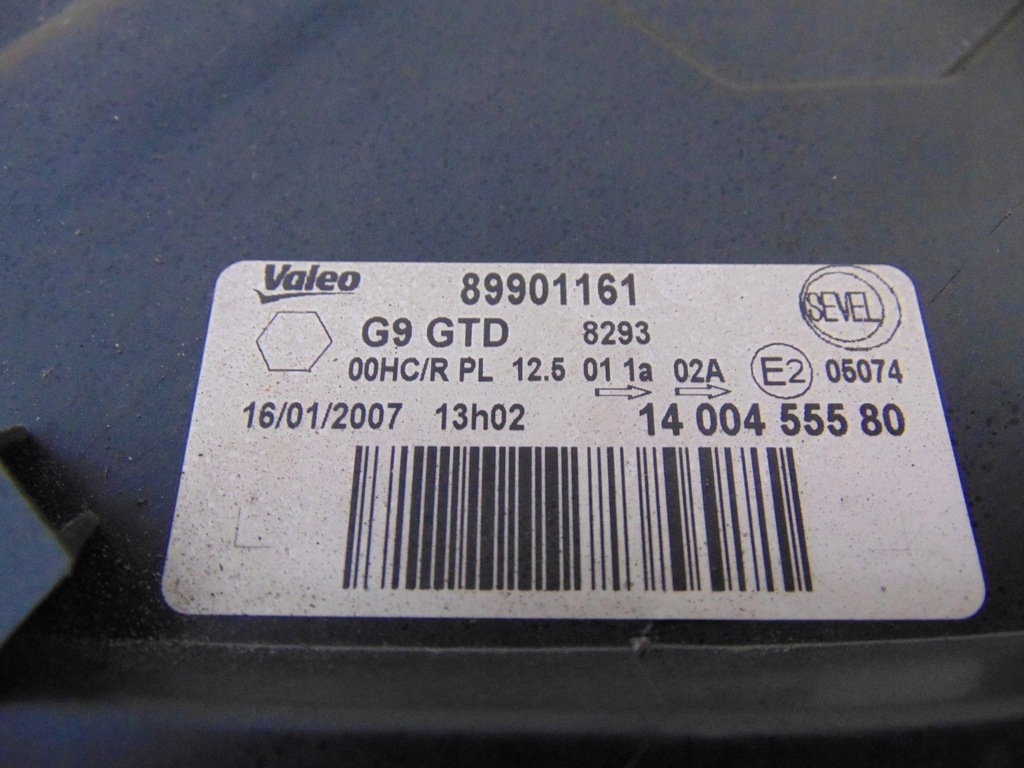 Valeo 89901161 SEVEL
G9 GTD 8293
00HC/R PL 12.5 01 1a 02A E2 05074
16/01/2007 13h02 14 004 555 80